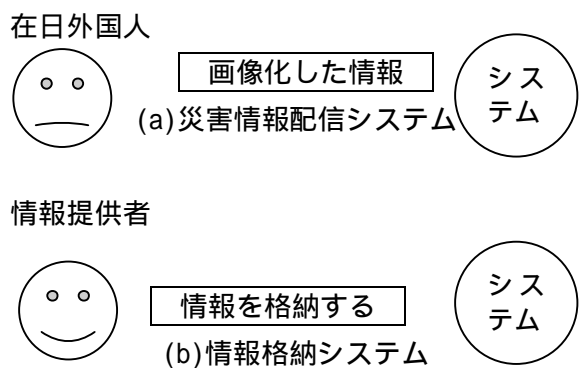 在日外国人
画像化した情報
シス
テム
(a)災害情報配信システム
情報提供者
情報を格納する
シス
テム
(b)情報格納システム